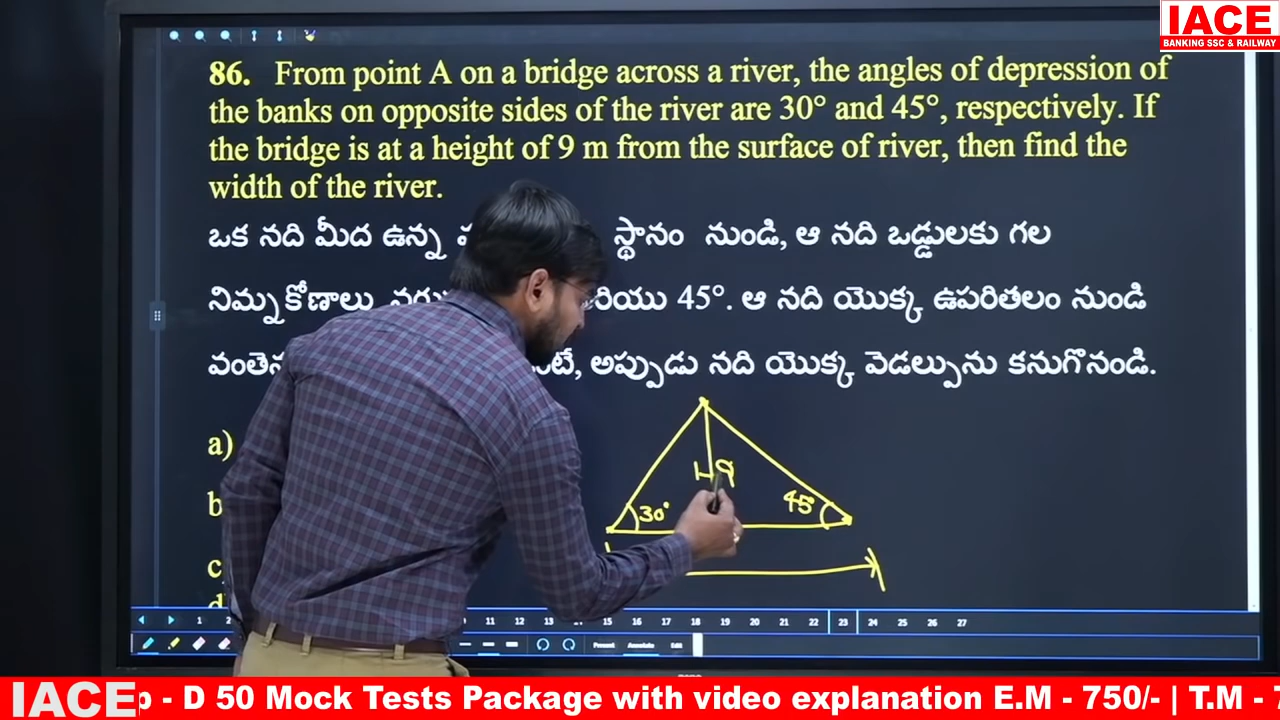 IACE
BANKING SSC & RAILWAY
86. From point A on a bridge across a river, the angles of depression of
the banks on opposite sides of the river are 30° and 45°, respectively. If
the bridge is at a height of 9 m from the surface of river, then find the
width of the river.
ఒక నది మీద ఉన్న స్థానం నుండి, ఆ నది ఒడ్డులకు గల
నిమ్నకోణాలు 45°. ఆ నది యొక్క ఉపరితలం నుండి
అప్పుడు నది యొక్క వెడల్పును కనుగొనండి.
a)
9
30° 45°
b
c
d
1 2 11 12 13 14 15 16 17 18 19 20 21 22 23 24 25 26 27
Present Annotate Edit
IACE - D 50 Mock Tests Package with video explanation E.M - 750/- | T.M -